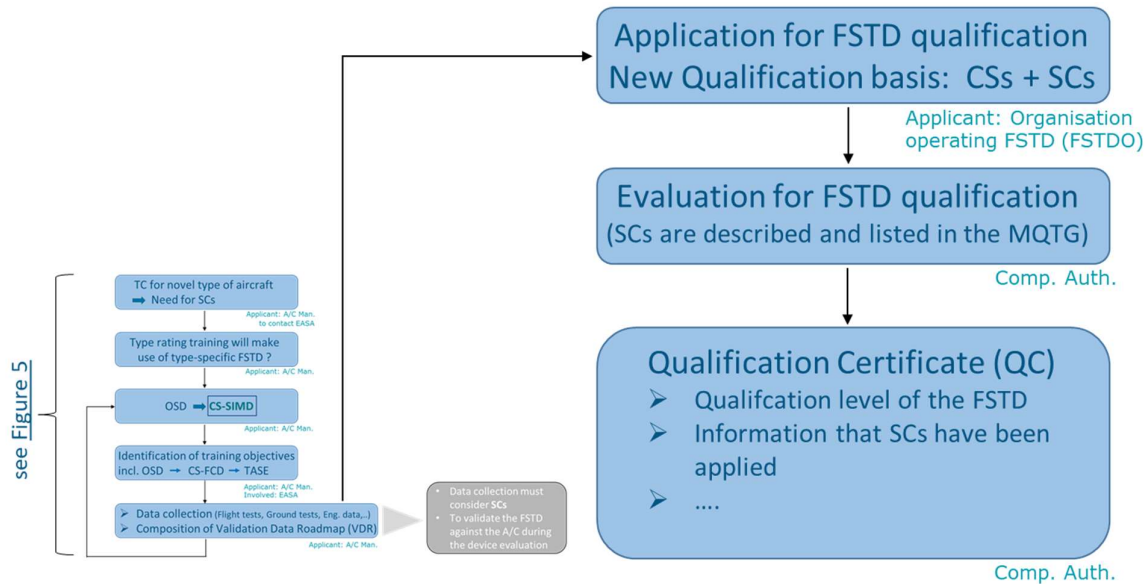 see Figure 5
TC for novel type of aircraft
Need for SCs
Applicant: A/C Man.
to contact EASA
Type rating training will make
use of type-specific FSTD ?
Applicant: A/C Man.
OSD CS-SIMD
Applicant: A/C Man.
Identification of training objectives
incl. OSD → CS-FCD → TASE
Applicant: A/C Man.
Involved: EASA
Data collection (Flight tests, Ground tests, Eng. data,..)
Composition of Validation Data Roadmap (VDR)
Applicant: A/C Man.
Data collection must
consider SCs
To validate the FSTD
against the A/C during
the device evaluation
Application for FSTD qualification
New Qualification basis: CSs + SCs
Applicant: Organisation
operating FSTD (FSTDO)
Evaluation for FSTD qualification
(SCs are described and listed in the MQTG)
Comp. Auth.
Qualification Certificate (QC)
Qualifcation level of the FSTD
Information that SCs have been
applied
....
Comp. Auth.